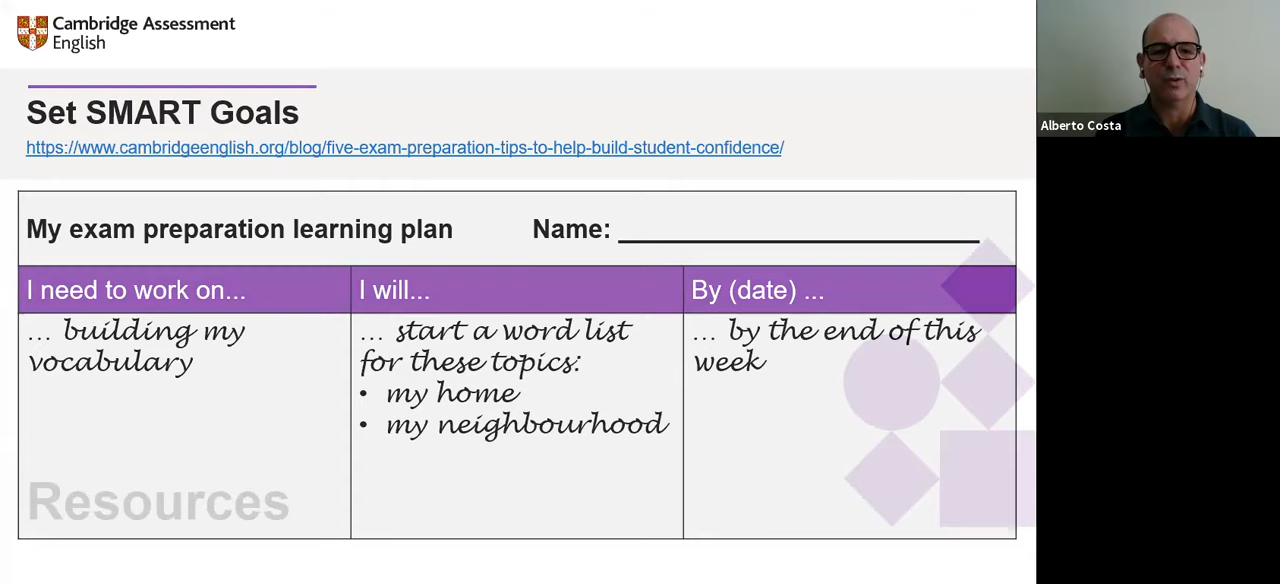 Cambridge Assessment
English
Set SMART Goals
https://www.cambridgeenglish.org/blog/five-exam-preparation-tips-to-help-build-student-confidence/
My exam preparation learning plan Name: ____________________
I need to work on... I will... By (date) ...
... building my
vocabulary
... start a word list
for these topics:
• my home
• my neighbourhood
... by the end of this
week
Resources
Alberto Costa